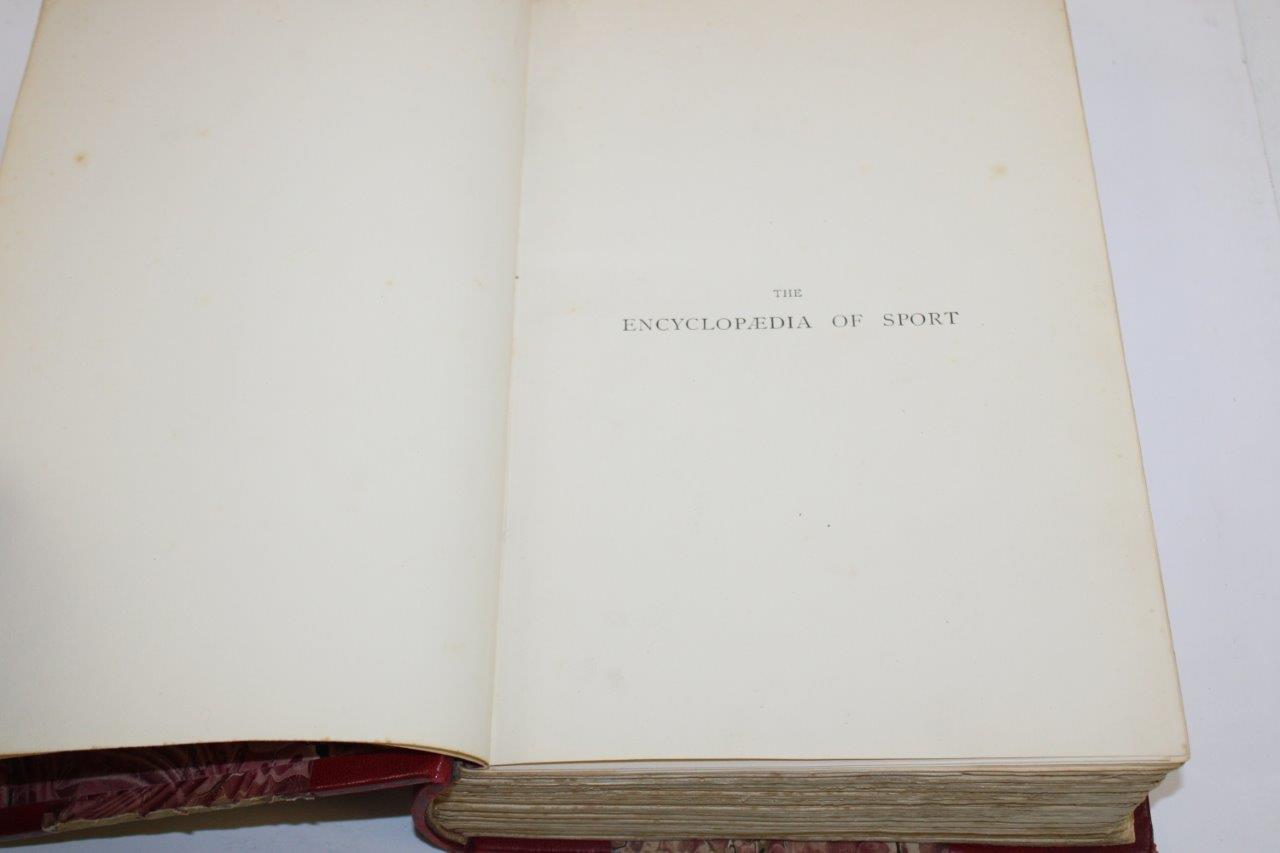 THE
ENCYCLOPÆDIA OF SPORT